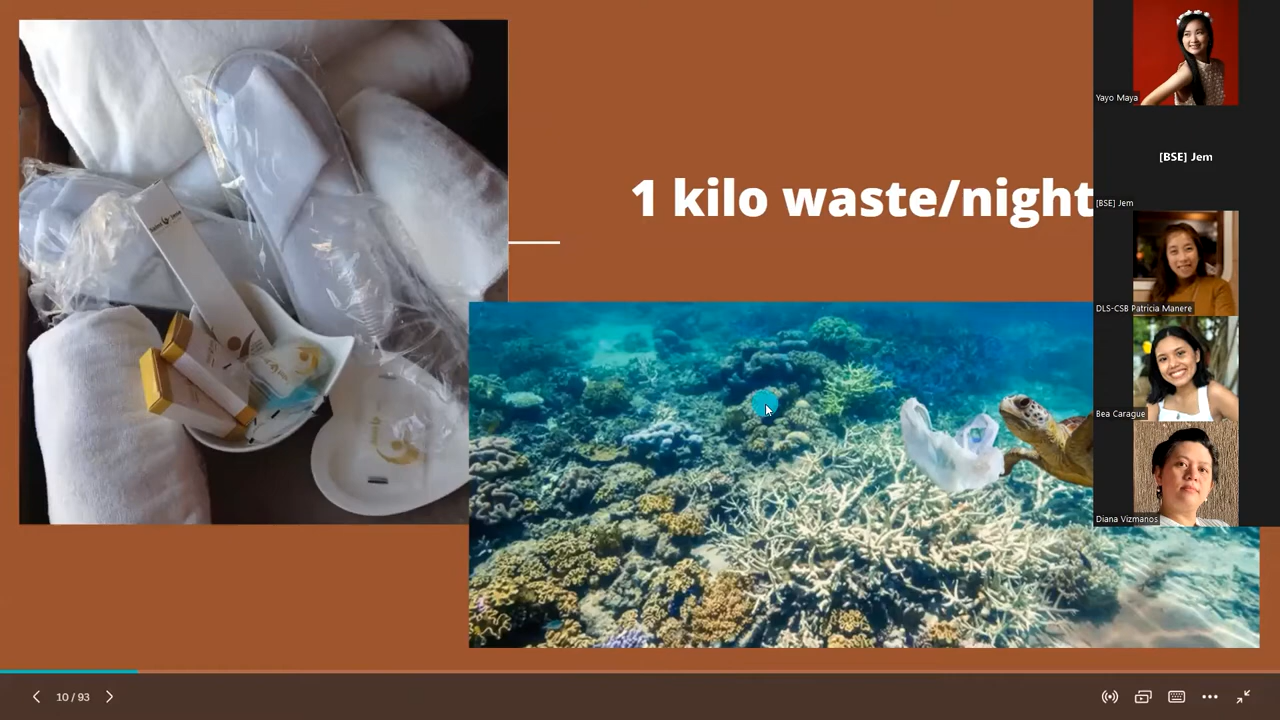 1 kilo waste/night
Yayo Maya
[BSE] Jem
[BSE] Jem
DLS-CSB Patricia Manere
Bea Carague
Diana Vizmanos
10 / 93